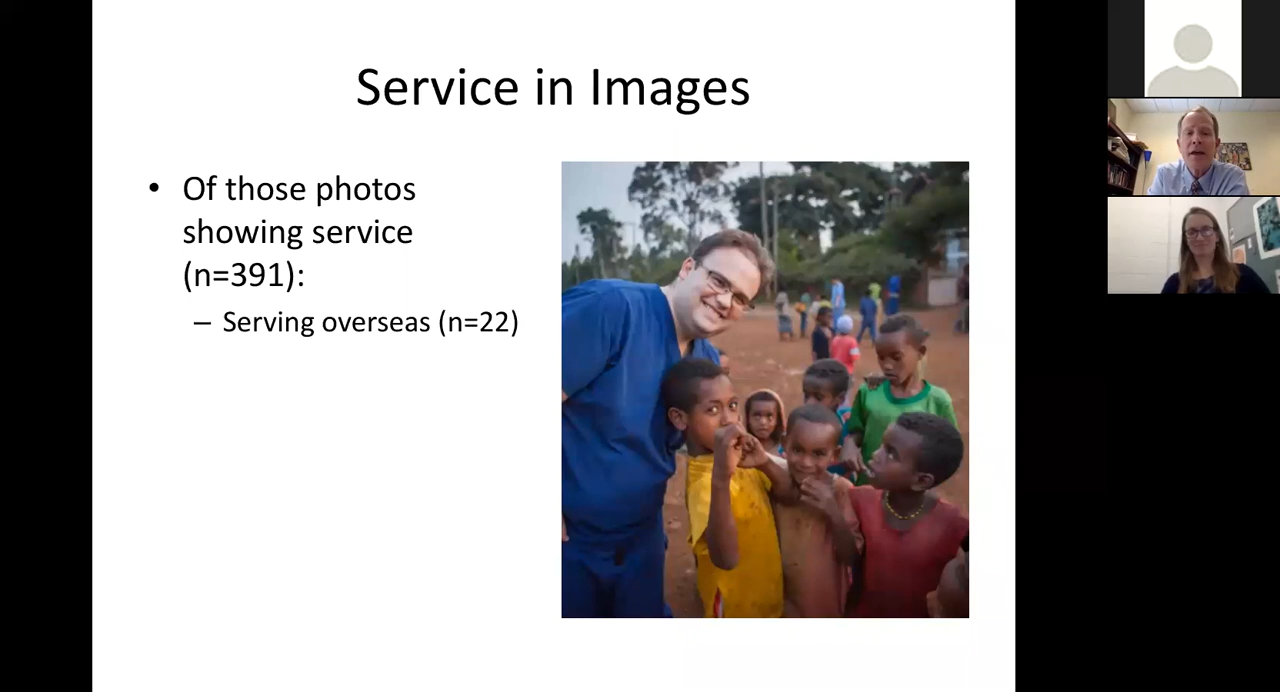 Service in Images
• Of those photos
showing service
(n=391):
– Serving overseas (n=22)